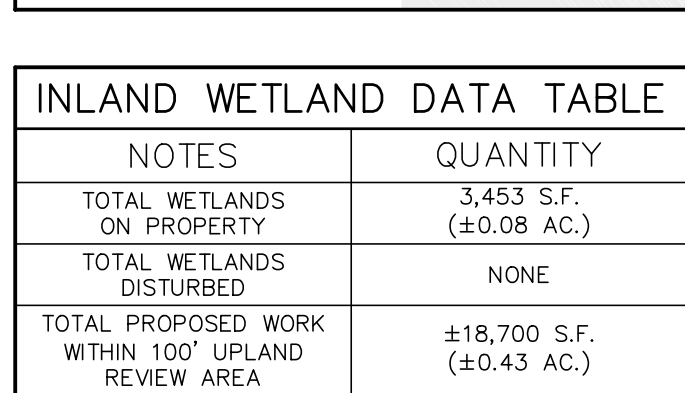 INLAND WETLAND DATA TABLE
NOTES QUANTITY
TOTAL WETLANDS
ON PROPERTY
3,453 S.F.
(±0.08 AC.)
TOTAL WETLANDS
DISTURBED
NONE
TOTAL PROPOSED WORK
WITHIN 100' UPLAND
REVIEW AREA
±18,700 S.F.
(±0.43 AC.)